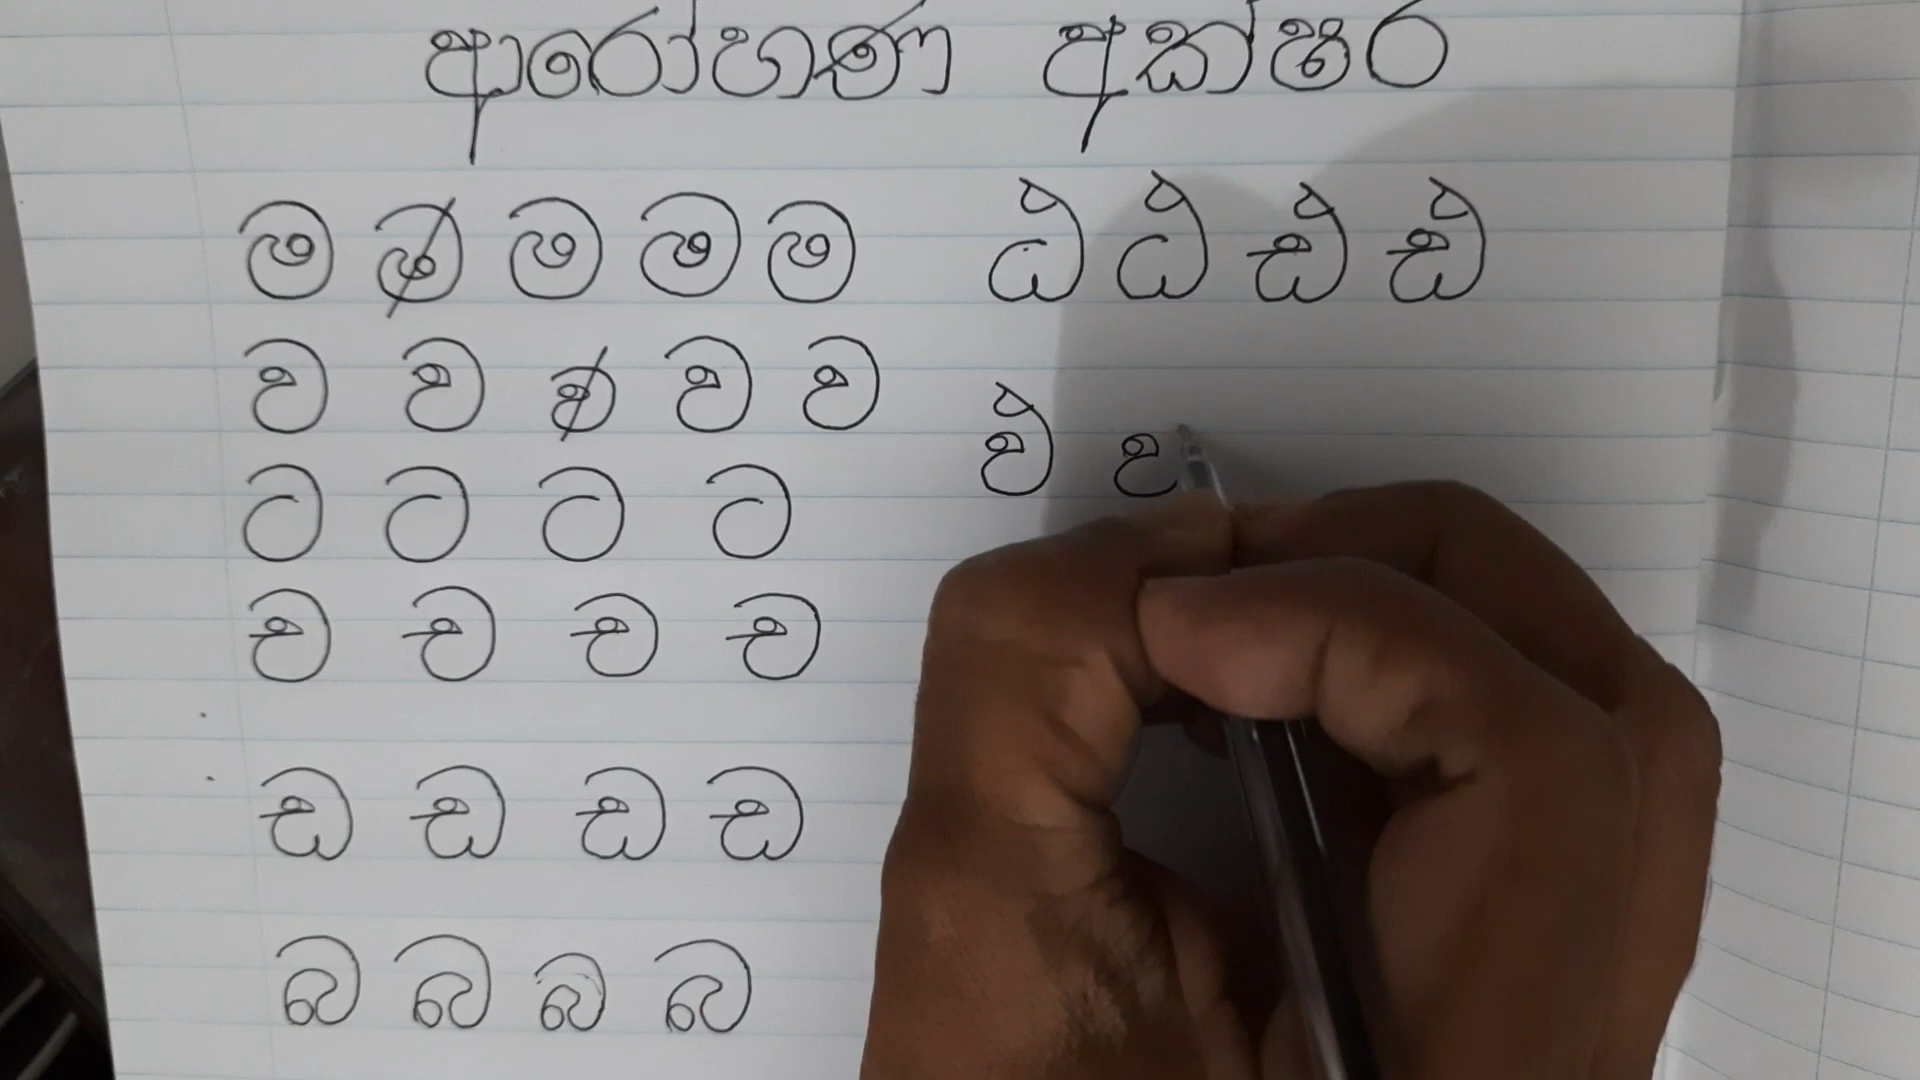 ආරෝහණ අක්ෂර
ම ම ම ම ම
ව ව ව ව ව
ට ට ට ට
ච ච ච ච
ඩ ඩ ඩ ඩ
බ බ බ බ
ධ ධ ඩ් ඩ්
ව්